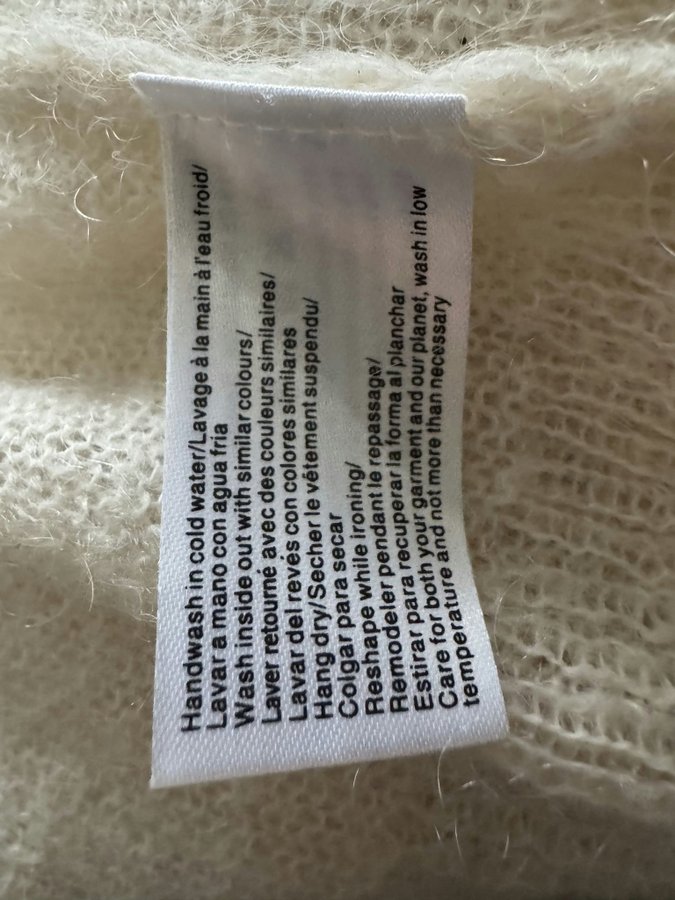 Handwash in cold water/Lavage à la main à l'eau froid/
Lavar a mano con agua fria
Wash inside out with similar colours/
Laver retourné avec des couleurs similaires/
Lavar del revés con colores similares
Hang dry/Secher le vêtement suspendu/
Colgar para secar
Reshape while ironing/
Remodeler pendant le repassage/
Estirar para recuperar la forma al planchar
Care for both your garment and our planet, wash in low
temperature and not more than necessary